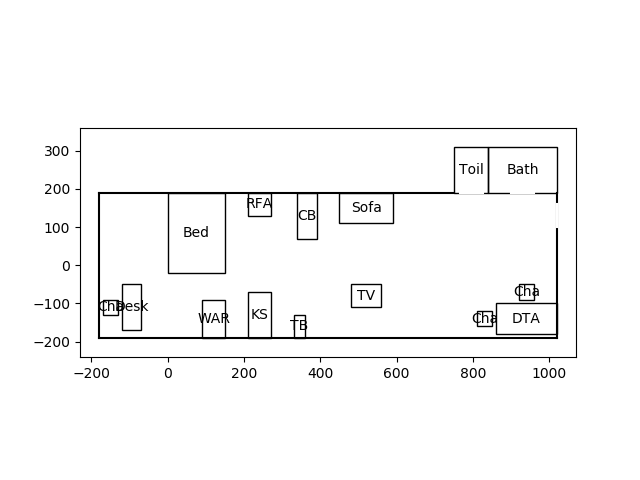 300
200
100
0
−100
−200
−200
0
200
400
600
800
1000
Toil
Bath
Bed
RFA
CB
Sofa
Cha
Desk
WAR
KS
TB
TV
Cha
Cha
DTA